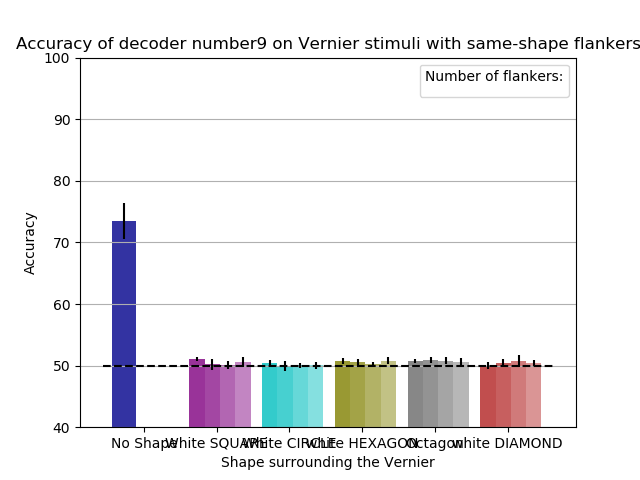 Accuracy of decoder number9 on Vernier stimuli with same-shape flankers
Number of flankers:
100
90
80
70
60
50
40
Accuracy
No Shape
White SQUARE
White CIRCLE
white HEXAGON
Octagon
white DIAMOND
Shape surrounding the Vernier